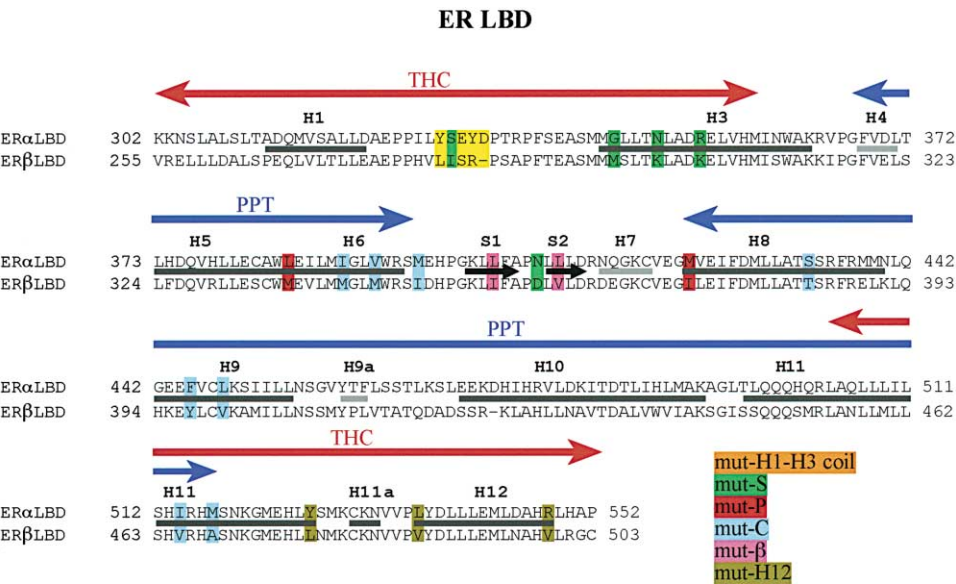 ER LBD
THC
H1 H3 H4
ERαLBD 302 KKNSLALSLTADQMVSALLDAEPPILYSEYDPTRPFSEASMMGLLTNLADRELVHMINWAKRVPGFVDLT 372
ERβLBD 255 VRELLLDALSPEQLVLTLLEAEPPHVLISR-PSAPFTEASMMMSLTKLADKELVHMISWAKKIPGFVELS 323
PPT
H5 H6 S1 S2 H7 H8
ERαLBD 373 LHDQVHLLECAWLEILMIGLVWRSMEHPGKLLFAPNLLLDRNQGKCVEGMVEIFDMLLATSSRFRMMNLQ 442
ERβLBD 324 LFDQVRLLESCWMEVLMMGLMWRSIDHPGKLIFAPDLVLDRDEGKCVEGILEIFDMLLATTSRFRELKLQ 393
PPT
H9 H9a H10 H11
ERαLBD 442 GEEFVCLKSIILLNSGVYTFLSSTLKSLEEKDHIHRVLDKITDTLIHLMAKAGLTLQQQHQRLAQLLLIL 511
ERβLBD 394 HKEYLCVKAMILLNSSMYPLVTATQDADSSR-KLAHLLNAVTDALVWVIAKSGISSQQQSMRLANLLMLL 462
THC
H11 H11a H12
ERαLBD 512 SHIRHMSNKGMEHLYSMKCKNVVPLYDLLLEMLDAHRLHAP 552
ERβLBD 463 SHVRHASNKGMEHLLNMKCKNVVPVYDLLLEMLNAHVLRGC 503
mut-H1-H3 coil
mut-S
mut-P
mut-C
mut-β
mut-H12